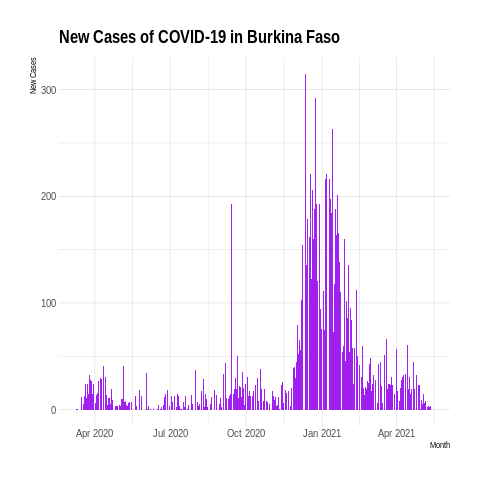 New Cases of COVID-19 in Burkina Faso
New Cases
300
200
100
0
Apr 2020 Jul 2020 Oct 2020 Jan 2021 Apr 2021
Month